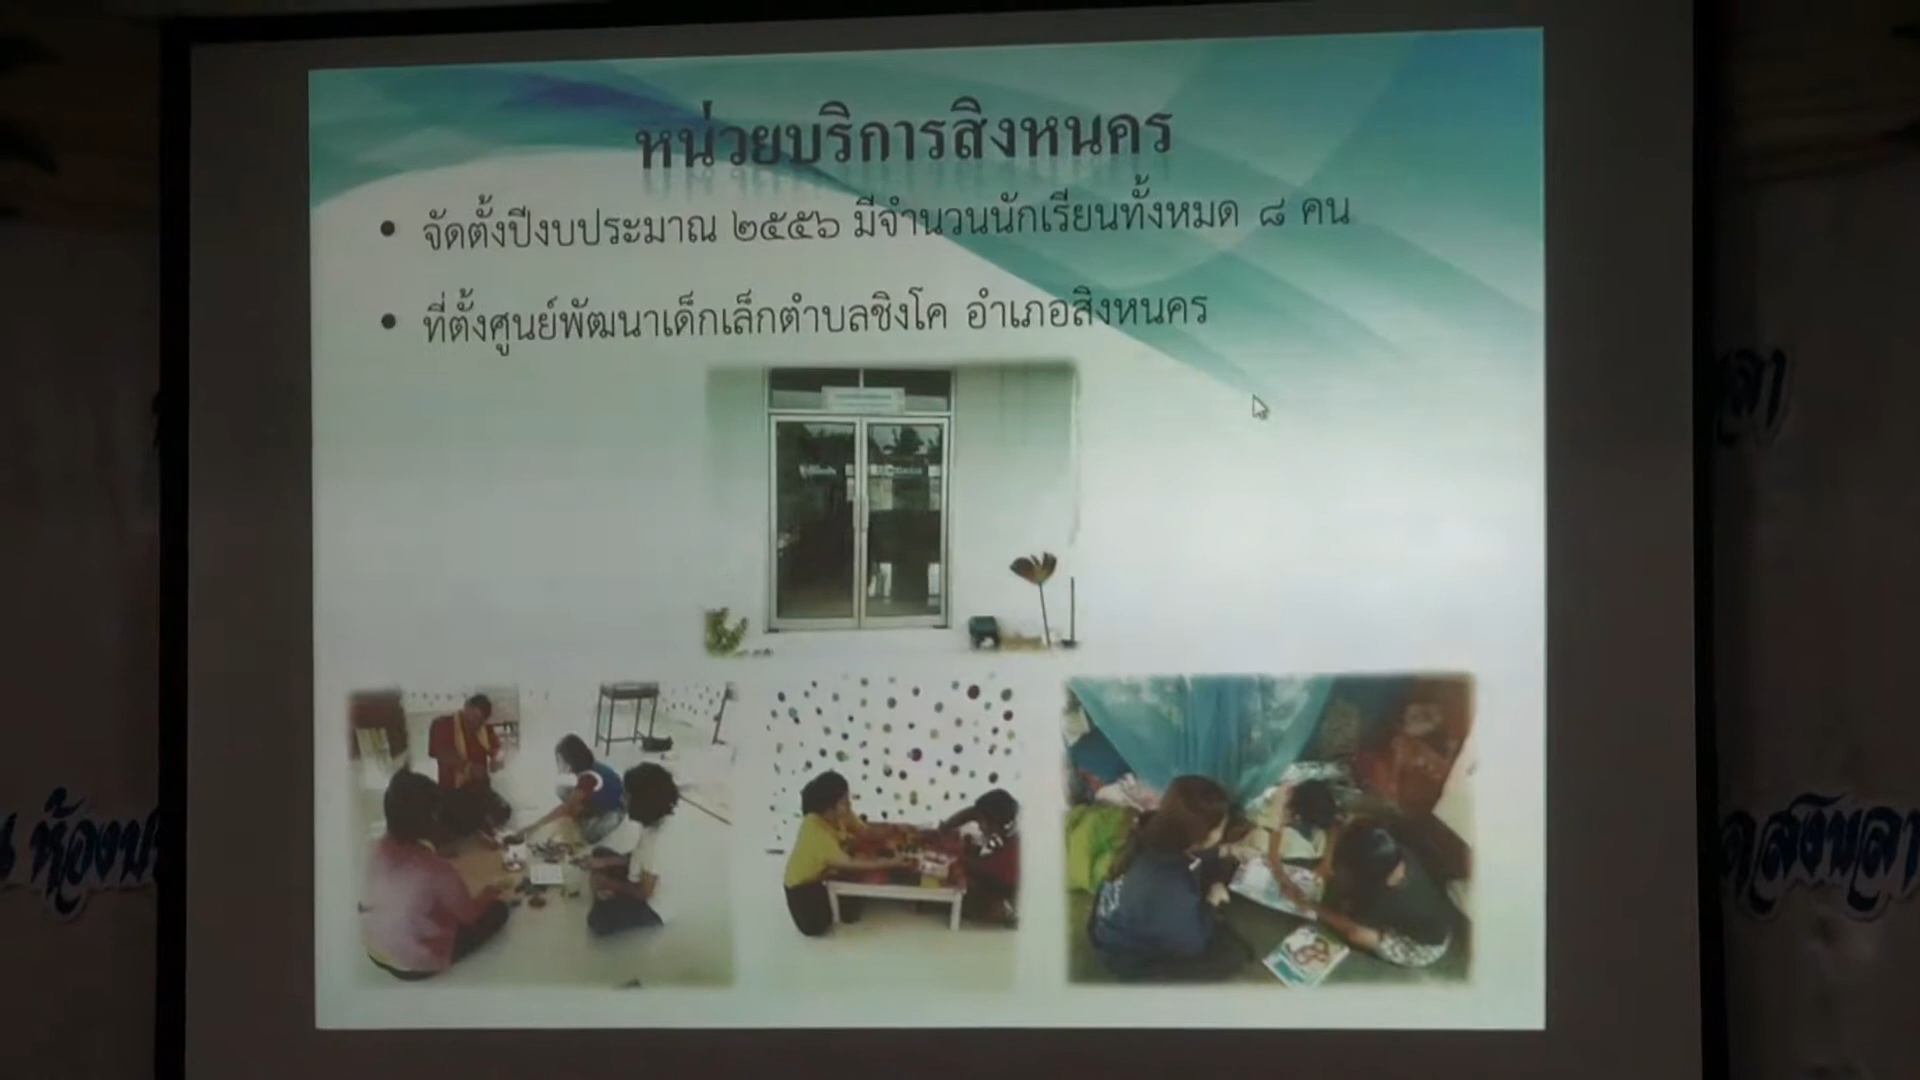 หน่วยบริการสิงหนคร
• จัดตั้งปีงบประมาณ ๒๕๕๖ มีจำนวนนักเรียนทั้งหมด ๘ คน
• ที่ตั้งศูนย์พัฒนาเด็กเล็กตำบลชิงโค อำเภอสิงหนคร